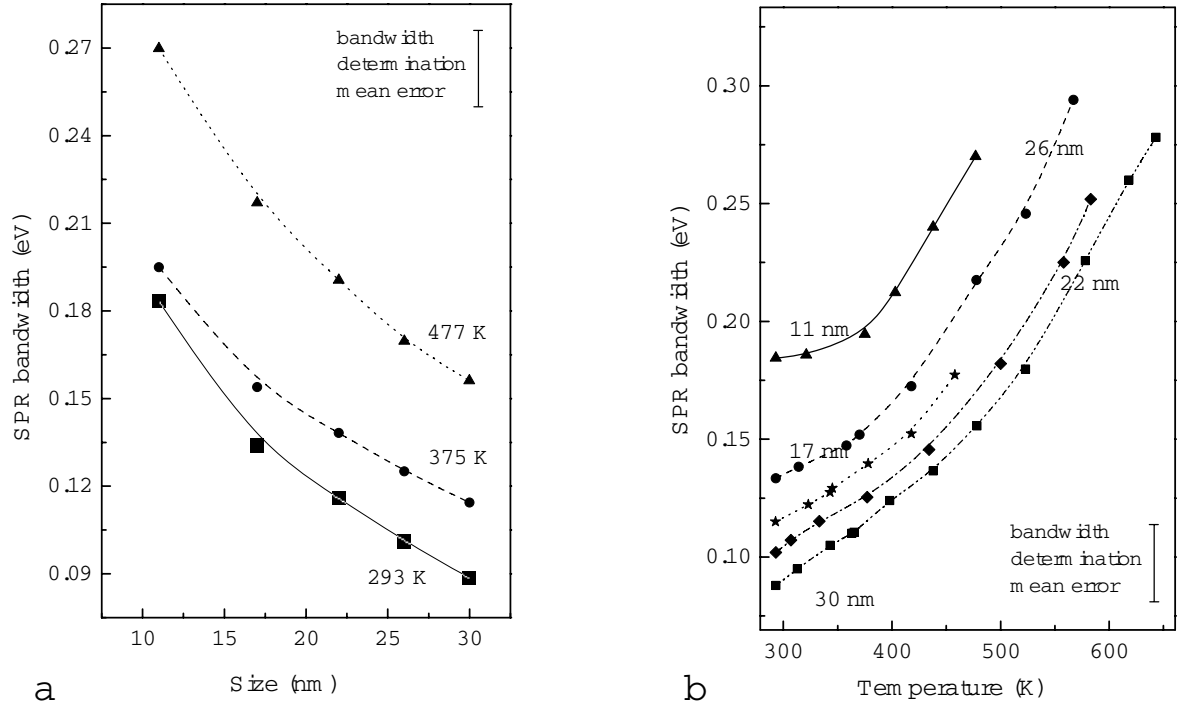 0.27
0.24
0.21
0.18
0.15
0.12
0.09
SPR bandwidth (eV)
bandwidth
determination
mean error
477 K
375 K
293 K
10 15 20 25 30
Size (nm)
a
0.30
0.25
0.20
0.15
0.10
SPR bandwidth (eV)
26 nm
11 nm
22 nm
17 nm
30 nm
bandwidth
determination
mean error
300 400 500 600
Temperature (K)
b